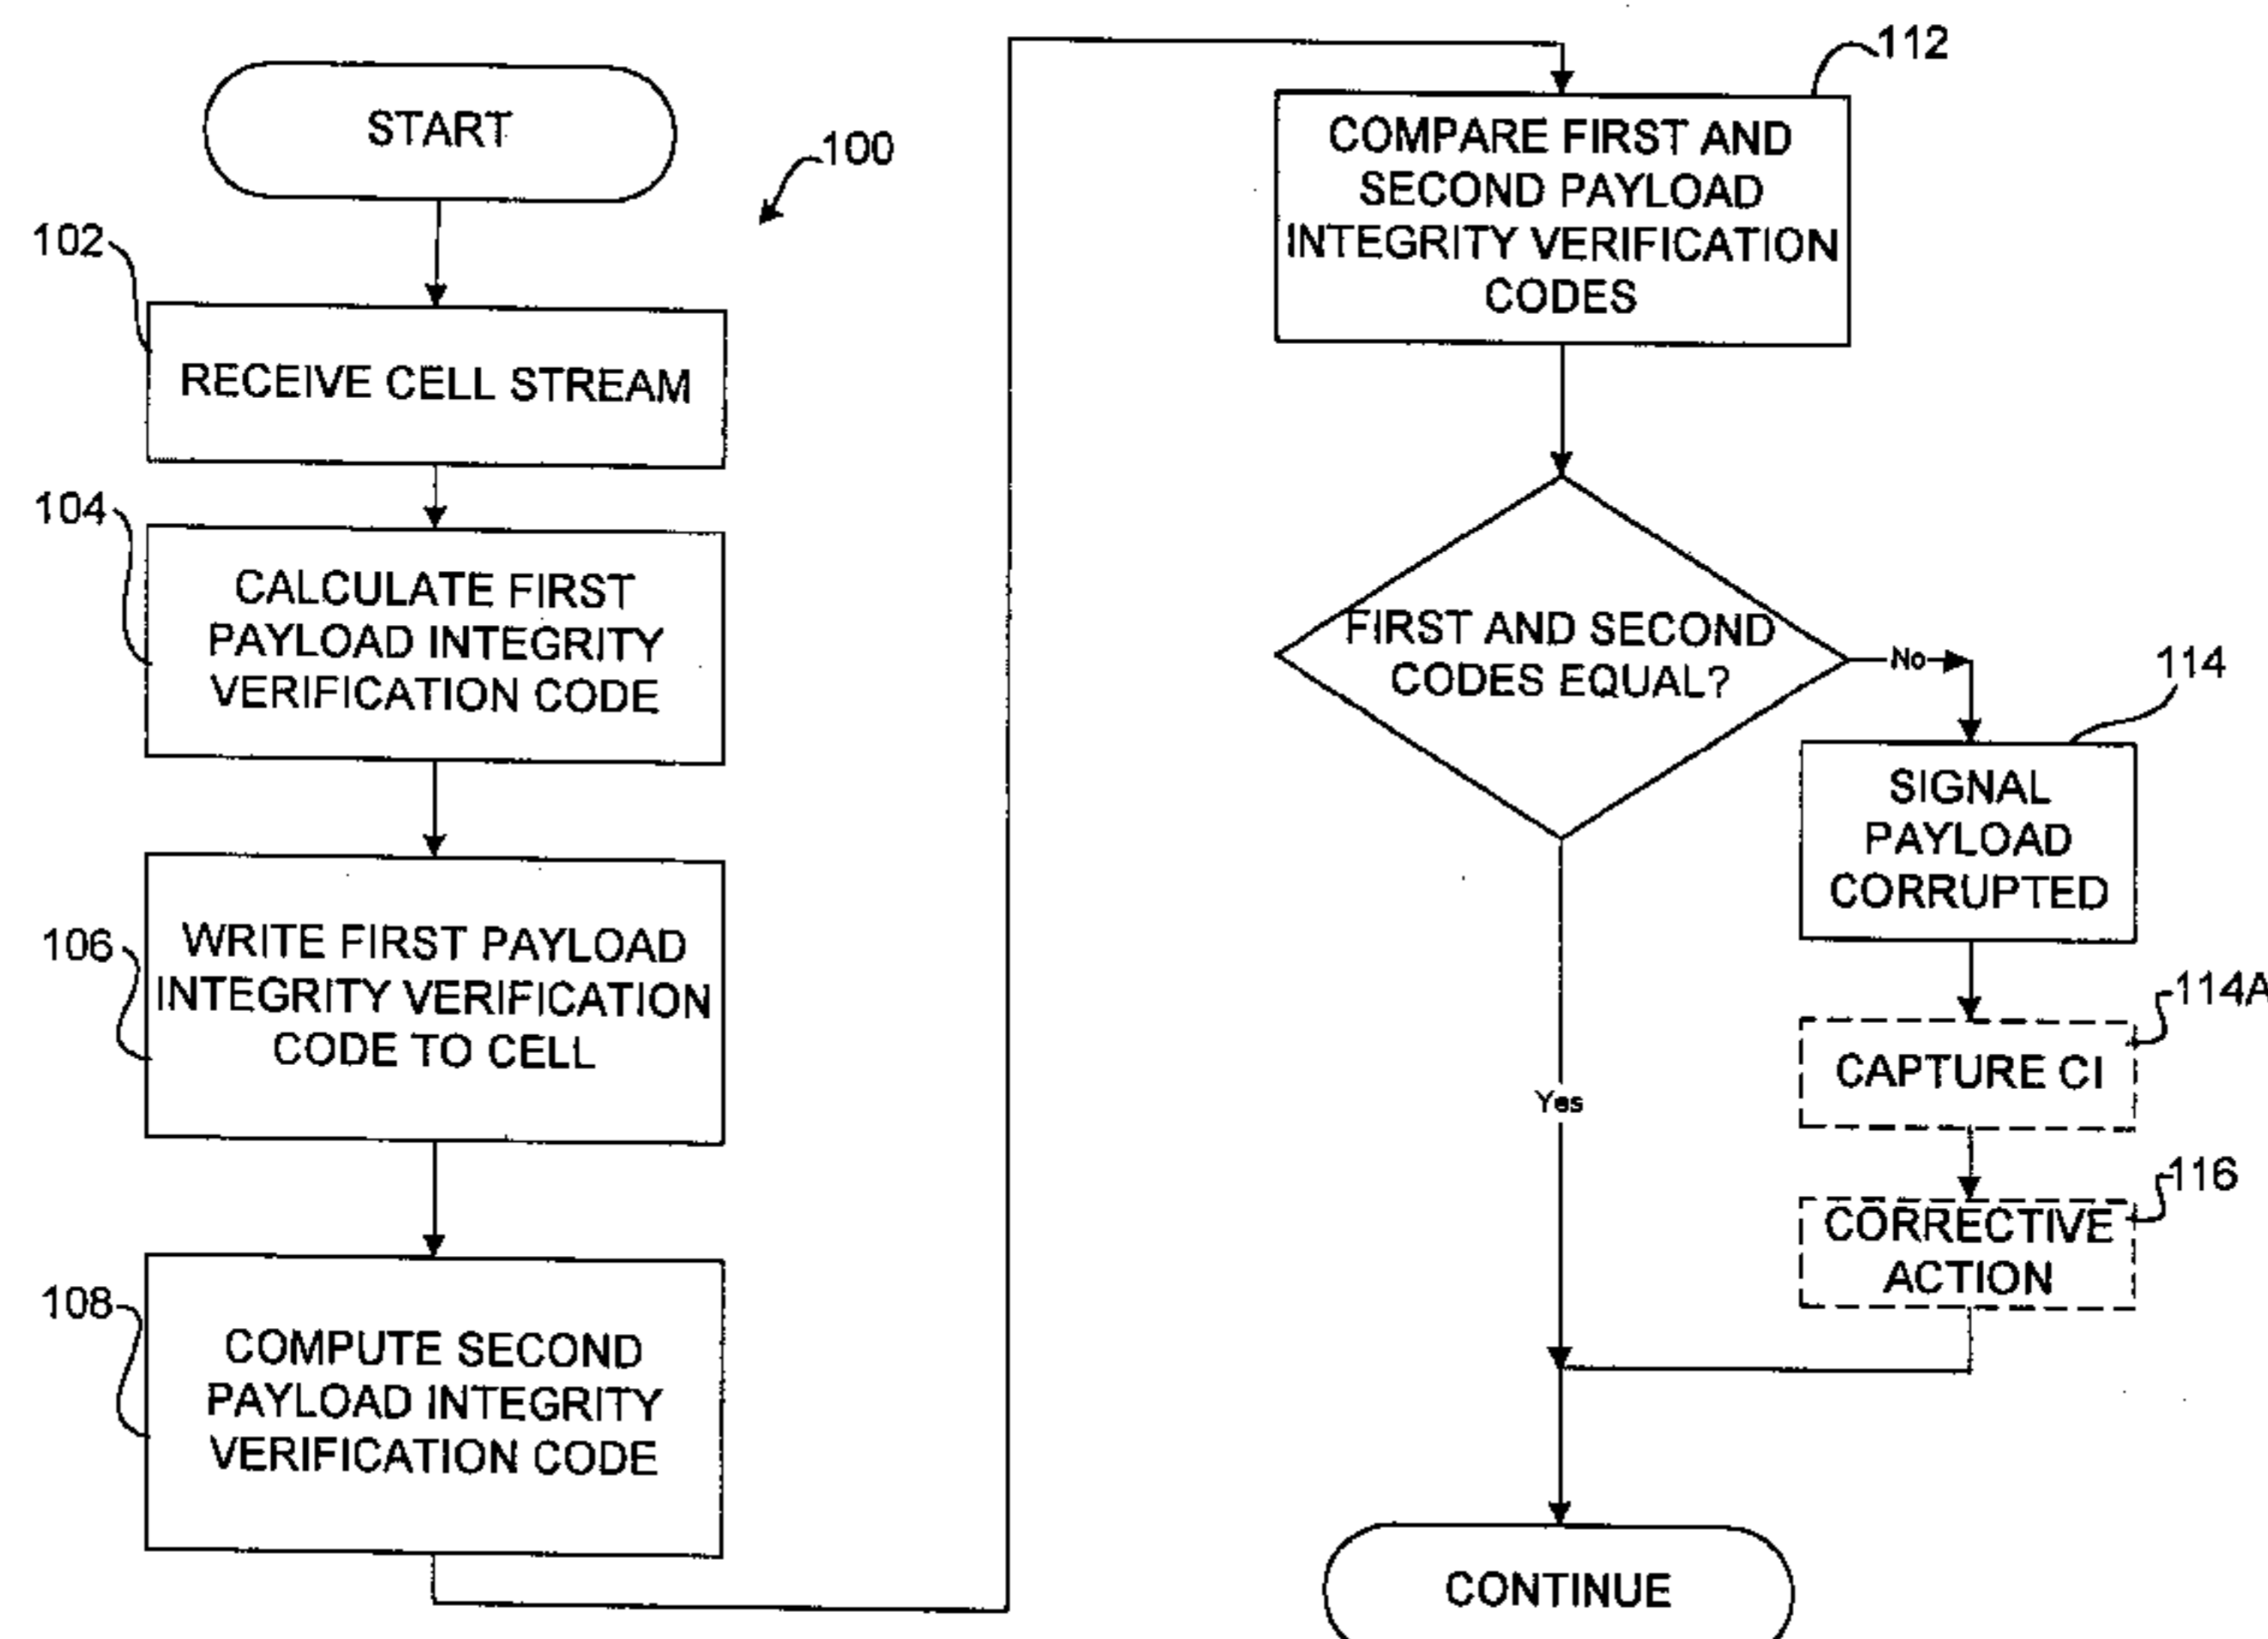 START
100
102
RECEIVE CELL STREAM
104
CALCULATE FIRST
PAYLOAD INTEGRITY
VERIFICATION CODE
106
WRITE FIRST PAYLOAD
INTEGRITY VERIFICATION
CODE TO CELL
108
COMPUTE SECOND
PAYLOAD INTEGRITY
VERIFICATION CODE
112
COMPARE FIRST AND
SECOND PAYLOAD
INTEGRITY VERIFICATION
CODES
FIRST AND SECOND
CODES EQUAL?
No
114
SIGNAL
PAYLOAD
CORRUPTED
114A
CAPTURE CI
Yes
116
CORRECTIVE
ACTION
CONTINUE